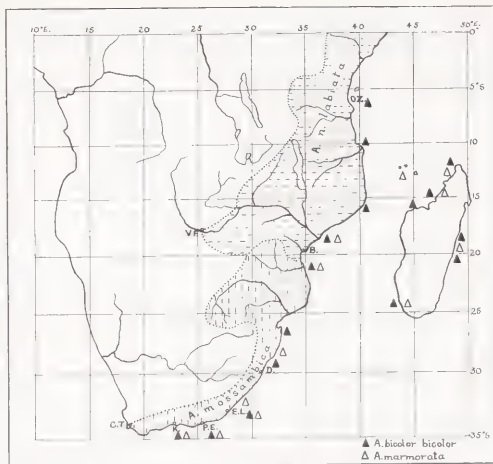 10°E. 15 20 25 30 35 40 45 50°E.
0°
5°S
OZ.
A. n. labiata
10
15
V.F.
B.
20
25
A. mossambica
D.
30
E.L.
C.T. K. P.E.
35°S
▲ A.bicolor bicolor
△ A.marmorata